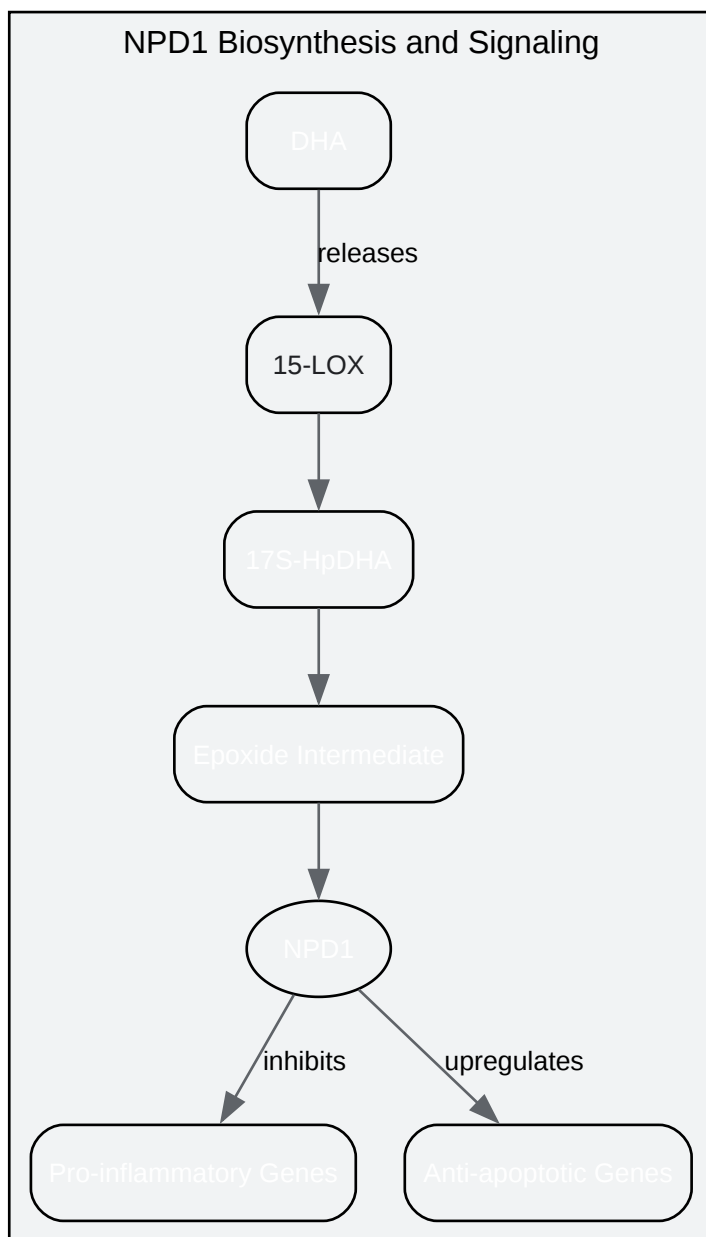 NPD1 Biosynthesis and Signaling
DHA
releases
15-LOX
17S-HpDHA
Epoxide Intermediate
NPD1
inhibits
upregulates
Pro-inflammatory Genes
Anti-apoptotic Genes